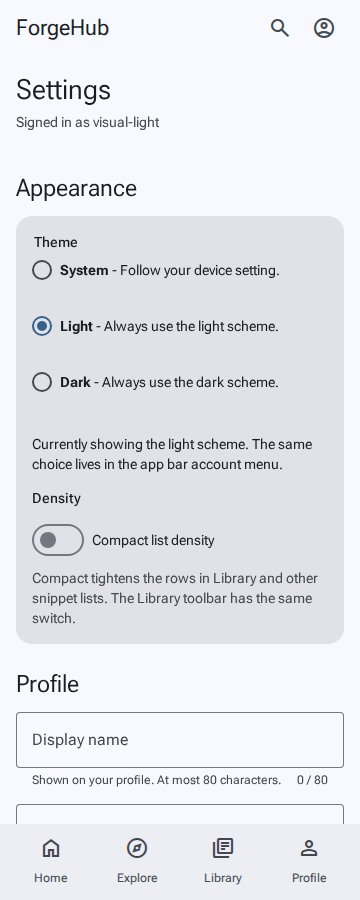 ForgeHub
Settings
Signed in as visual-light
Appearance
Theme
System - Follow your device setting.
Light - Always use the light scheme.
Dark - Always use the dark scheme.
Currently showing the light scheme. The same
choice lives in the app bar account menu.
Density
Compact list density
Compact tightens the rows in Library and other
snippet lists. The Library toolbar has the same
switch.
Profile
Display name
Shown on your profile. At most 80 characters. 0 / 80
Home Explore Library Profile